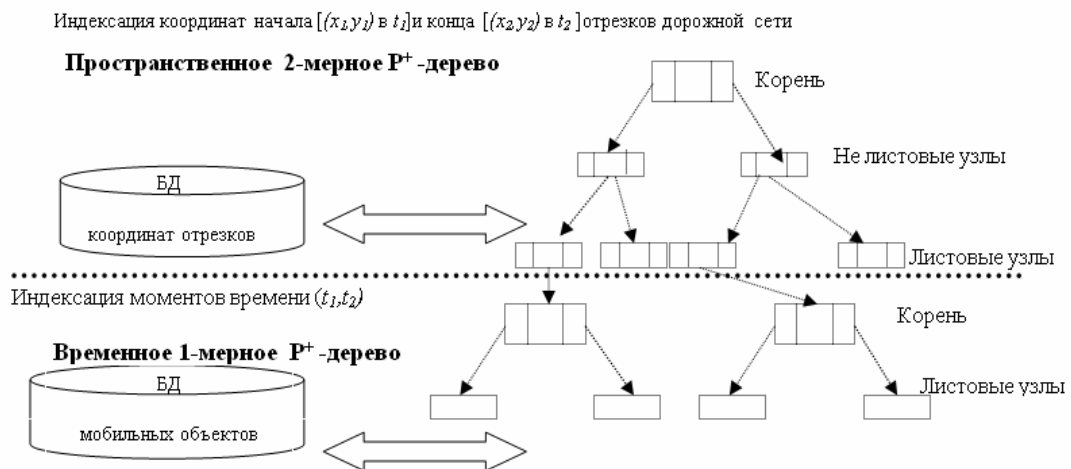 Индексация координат начала [(x₁,y₁) в t₁] и конца [(x₂,y₂) в t₂] отрезков дорожной сети
Пространственное 2-мерное P⁺-дерево
Корень
Не листовые узлы
БД
координат отрезков
Листовые узлы
Индексация моментов времени (t₁,t₂)
Корень
Временное 1-мерное P⁺-дерево
БД
Листовые узлы
мобильных объектов